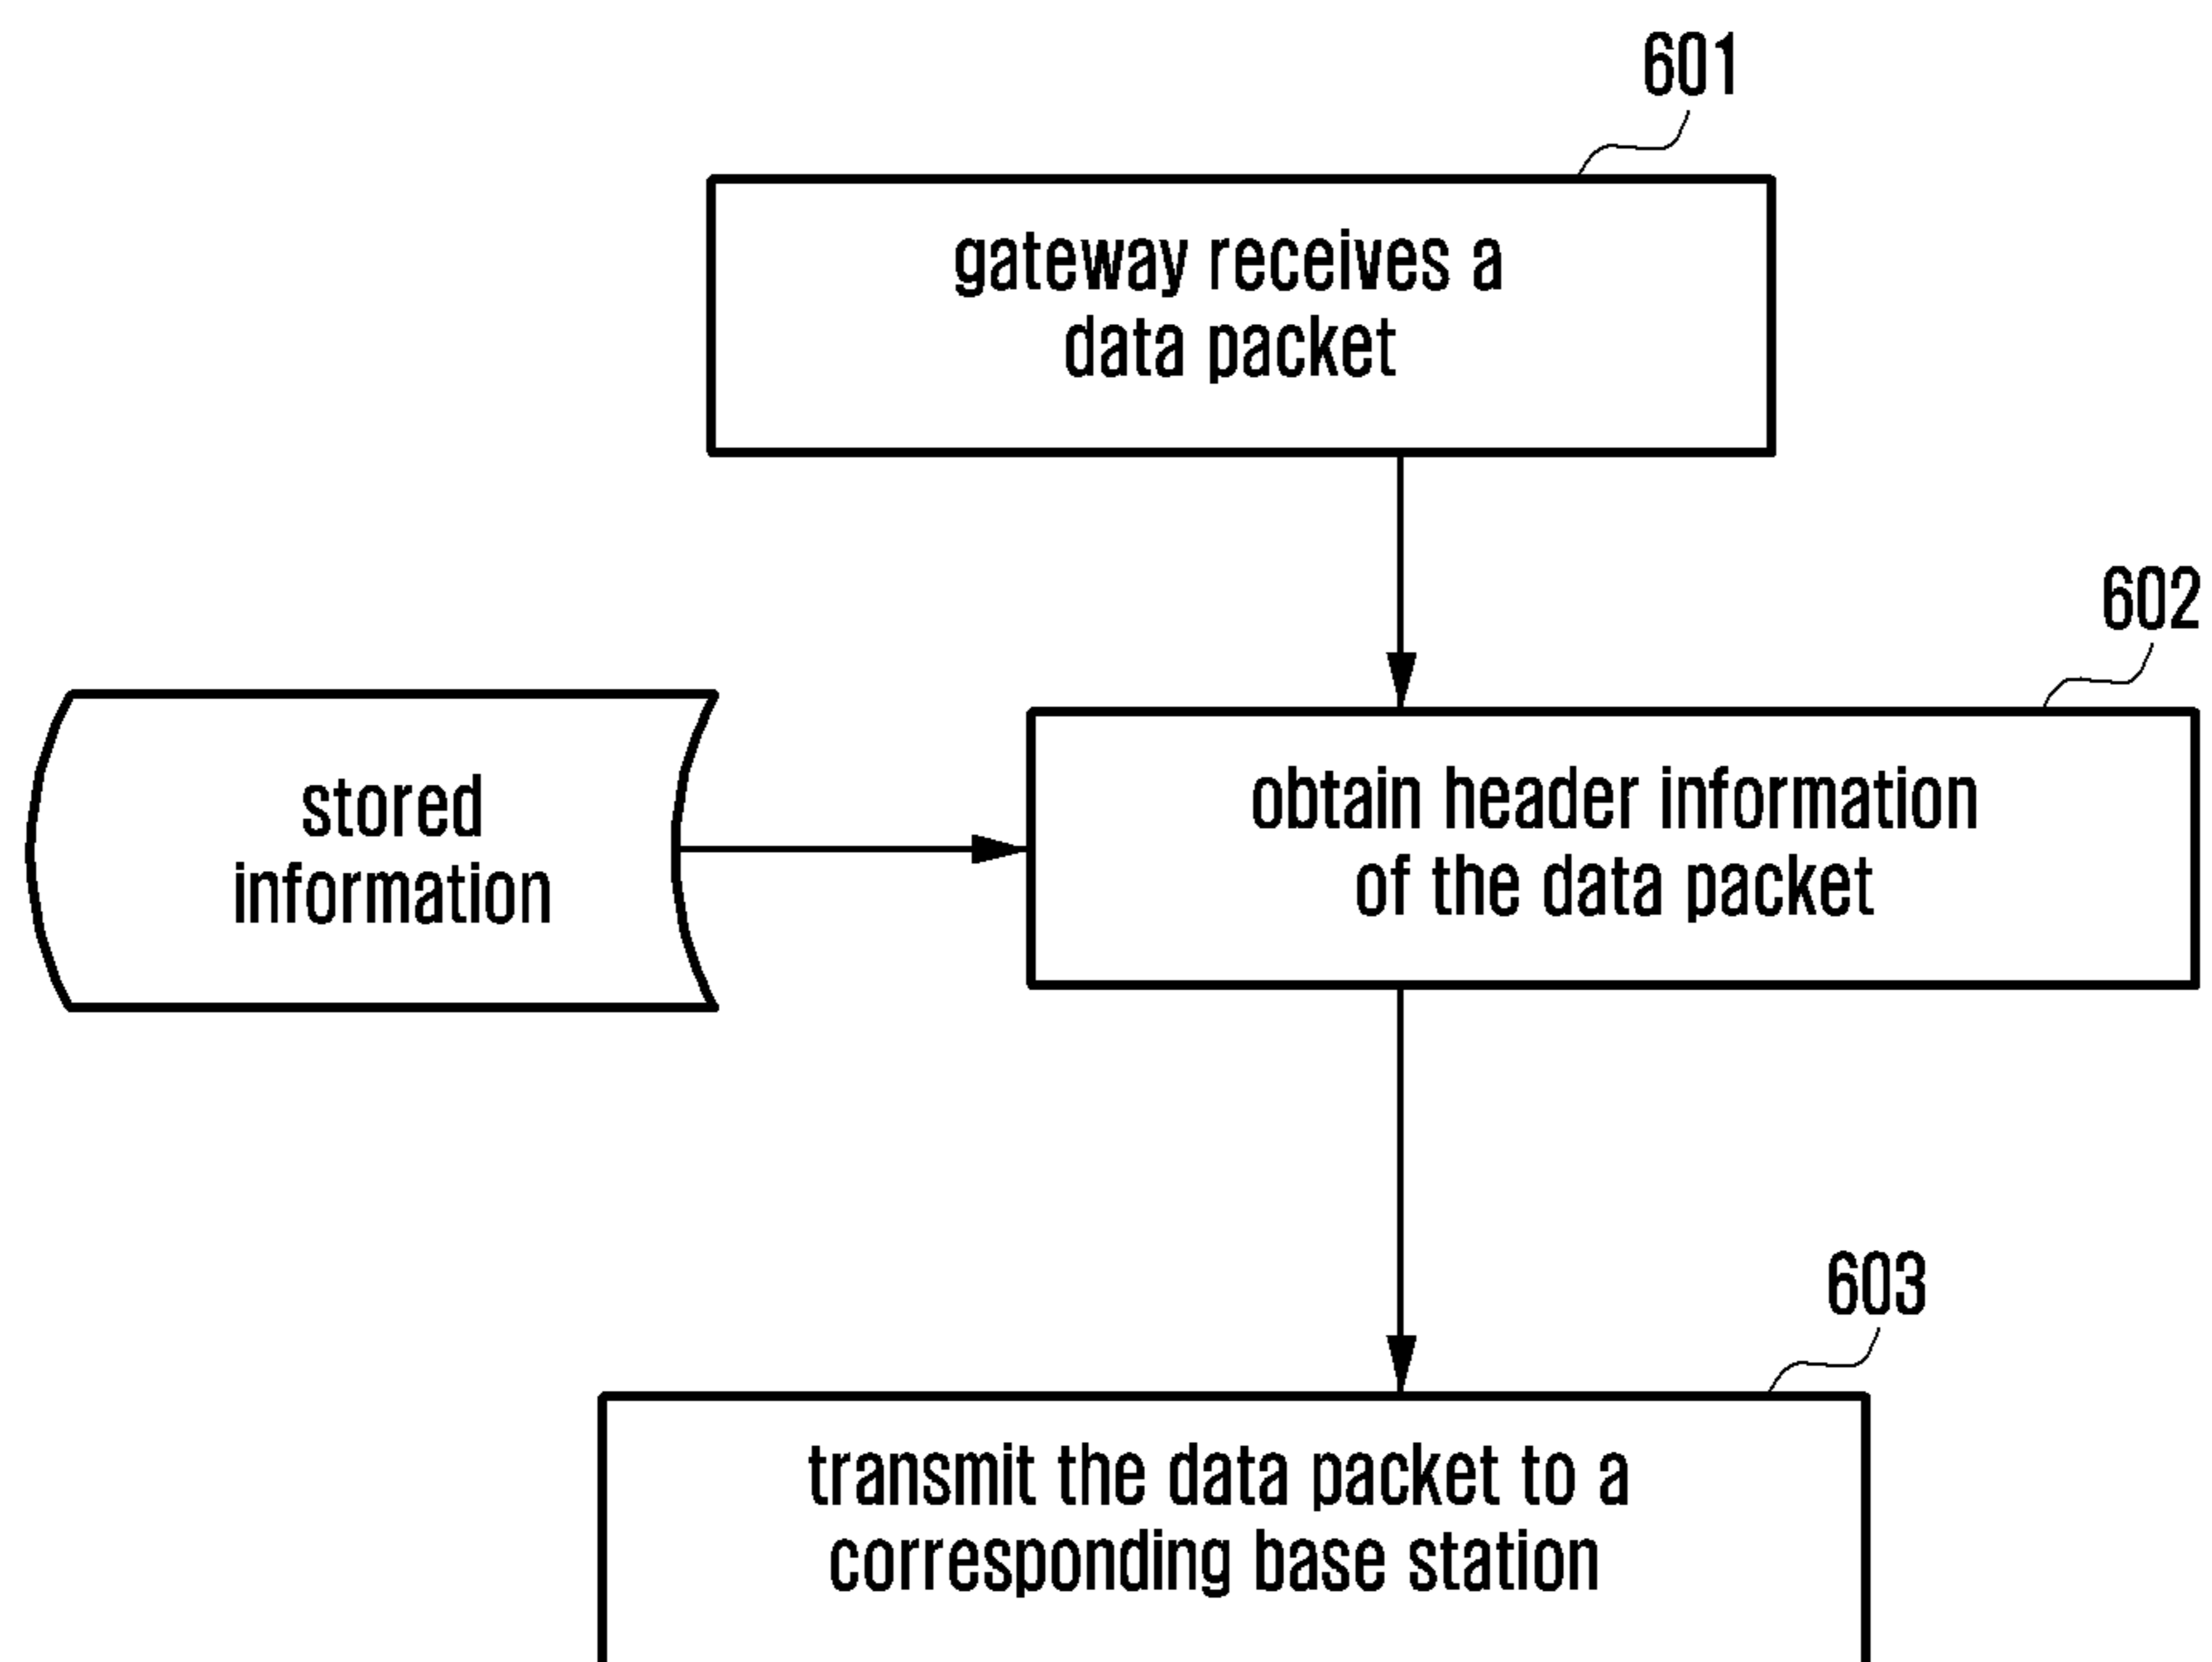 601
gateway receives a
data packet
602
stored
information
obtain header information
of the data packet
603
transmit the data packet to a
corresponding base station